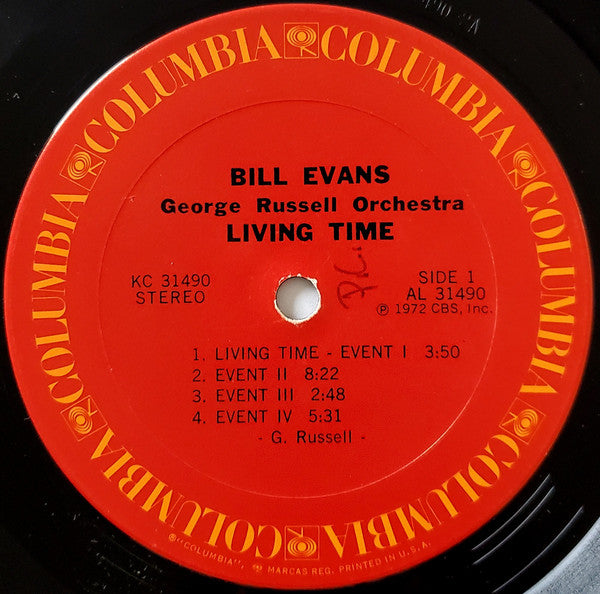 COLUMBIA COLUMBIA COLUMBIA COLUMBIA COLUMBIA COLUMBIA
BILL EVANS
George Russell Orchestra
LIVING TIME
KC 31490
STEREO
SIDE 1
AL 31490
℗ 1972 CBS, Inc.
1. LIVING TIME - EVENT I 3:50
2. EVENT II 8:22
3. EVENT III 2:48
4. EVENT IV 5:31
- G. Russell -
©"COLUMBIA", MARCAS REG. PRINTED IN U.S.A.